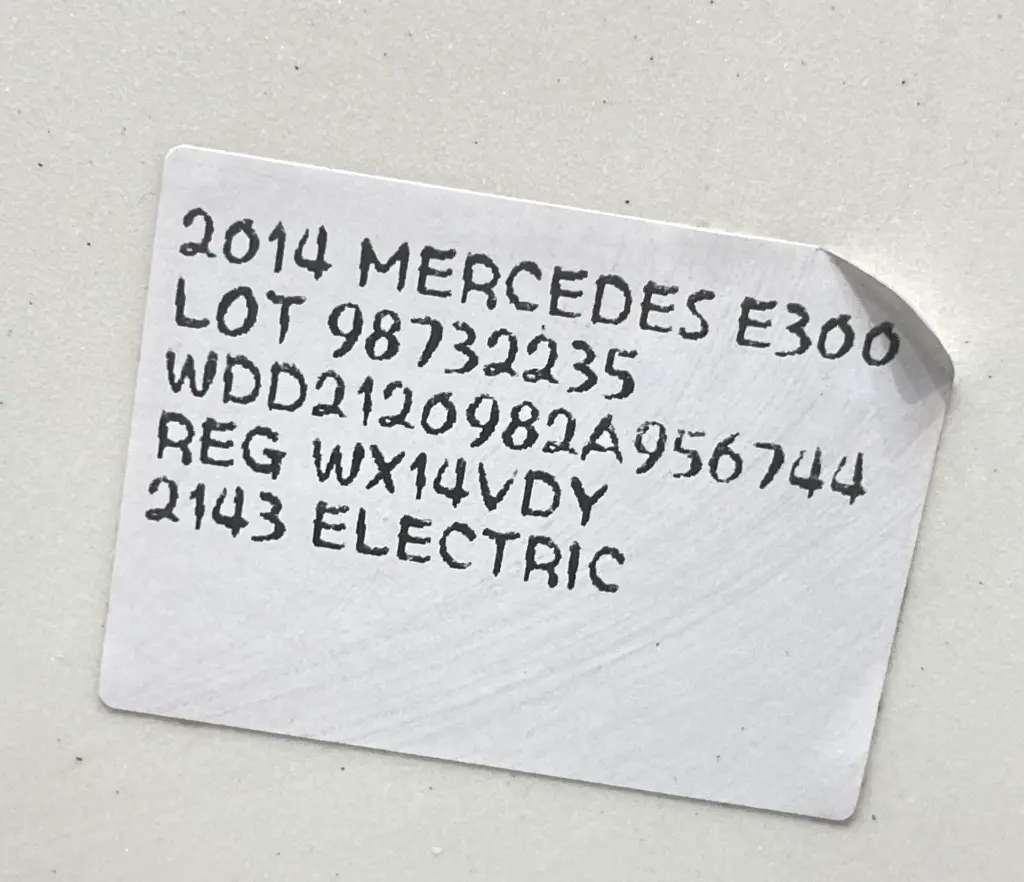 2014 MERCEDES E300
LOT 98732235
WDD2120982A956744
REG WX14VDY
2143 ELECTRIC